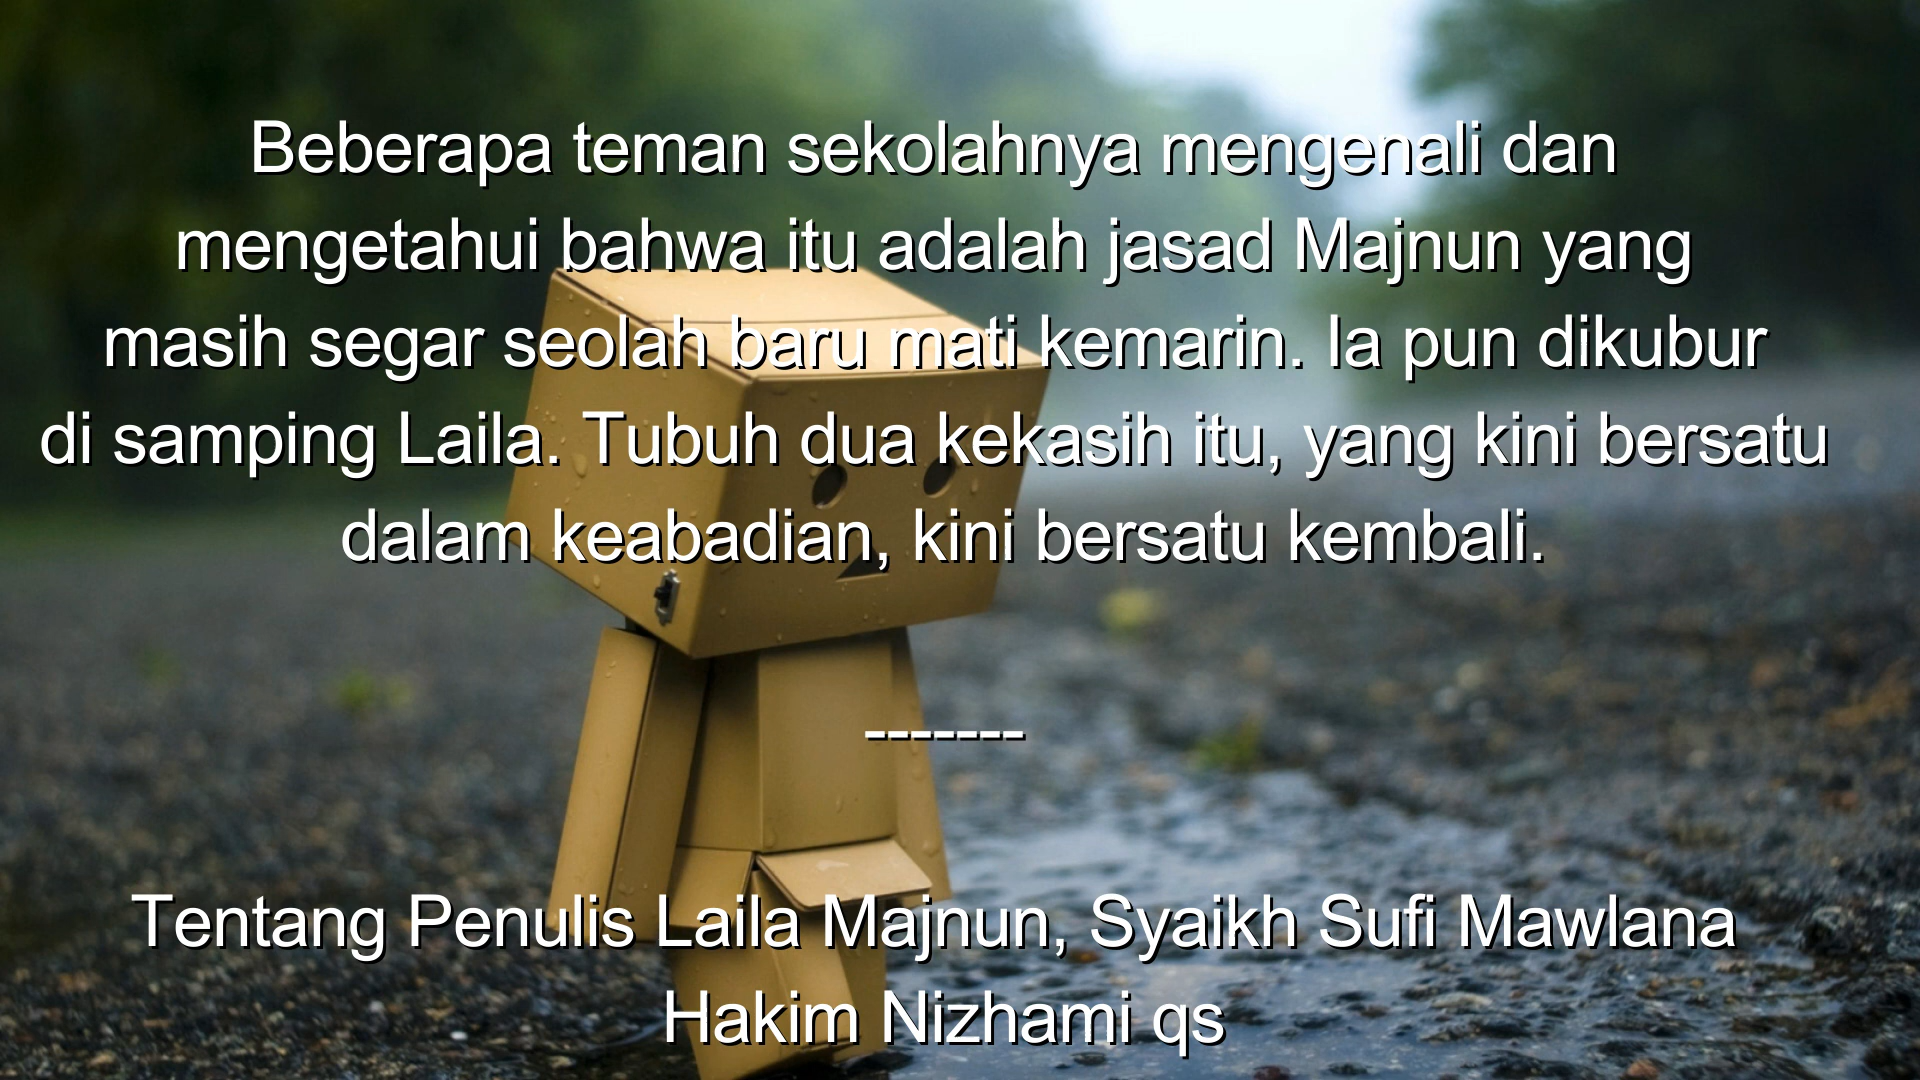 Beberapa teman sekolahnya mengenali dan
mengetahui bahwa itu adalah jasad Majnun yang
masih segar seolah baru mati kemarin. Ia pun dikubur
di samping Laila. Tubuh dua kekasih itu, yang kini bersatu
dalam keabadian, kini bersatu kembali.
-------
Tentang Penulis Laila Majnun, Syaikh Sufi Mawlana
Hakim Nizhami qs